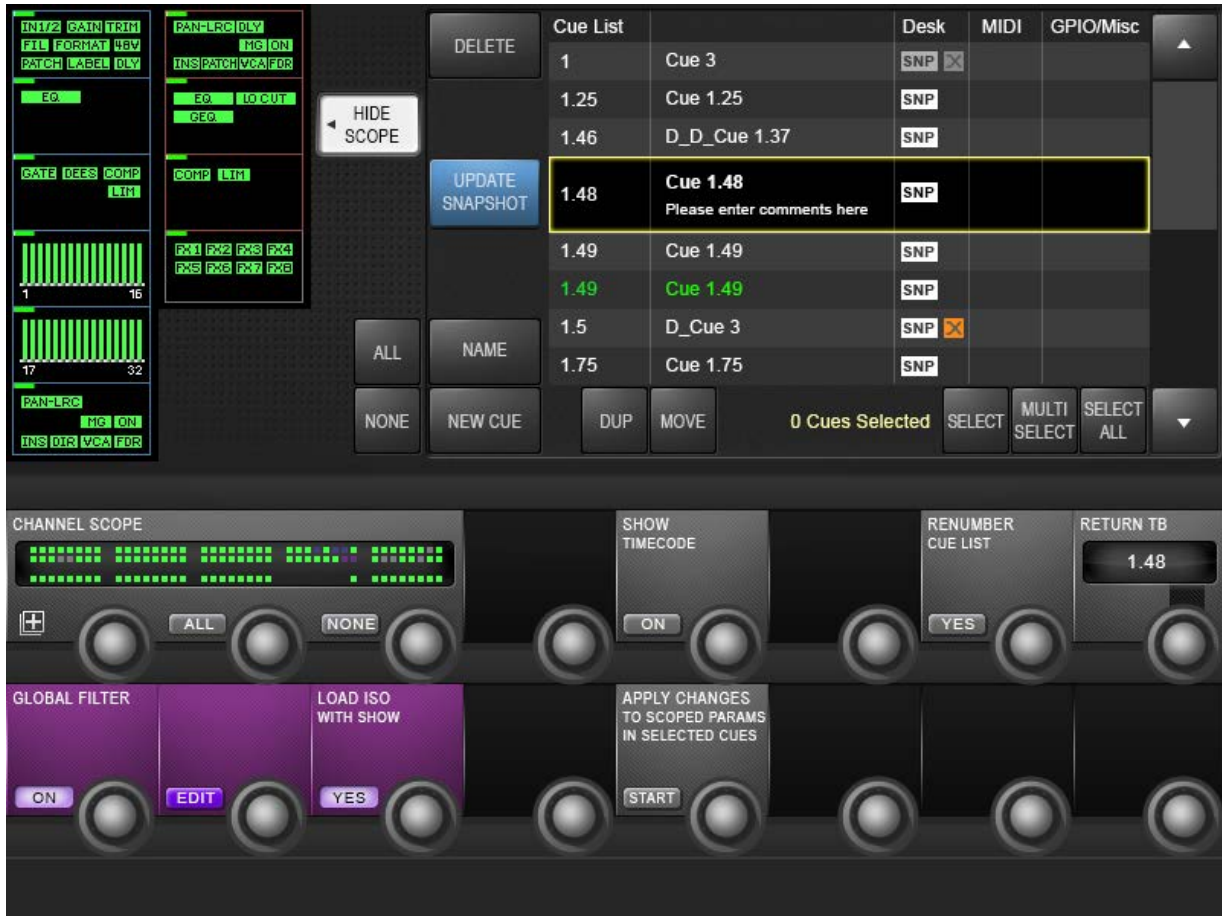 IN1/2 GAIN TRIM
FIL FORMAT 48V
PATCH LABEL DLY
EQ
GATE DEES COMP
LIM
1 16
17 32
PAN-LRC
MG ON
INS DIR VCA FDR
PAN-LRC DLY
MG ON
INS PATCH VCA FDR
EQ LO CUT
GEQ
COMP LIM
FX1 FX2 FX3 FX4
FX5 FX6 FX7 FX8
HIDE
SCOPE
ALL
NONE
DELETE
UPDATE
SNAPSHOT
NAME
NEW CUE
Cue List Desk MIDI GPIO/Misc
1 Cue 3 SNP
1.25 Cue 1.25 SNP
1.46 D_D_Cue 1.37 SNP
1.48 Cue 1.48 SNP
Please enter comments here
1.49 Cue 1.49 SNP
1.49 Cue 1.49 SNP
1.5 D_Cue 3 SNP
1.75 Cue 1.75 SNP
DUP MOVE 0 Cues Selected SELECT
MULTI
SELECT
SELECT
ALL
CHANNEL SCOPE
ALL NONE
SHOW
TIMECODE
ON
RENUMBER
CUE LIST
YES
RETURN TB
1.48
GLOBAL FILTER
ON
EDIT
LOAD ISO
WITH SHOW
YES
APPLY CHANGES
TO SCOPED PARAMS
IN SELECTED CUES
START